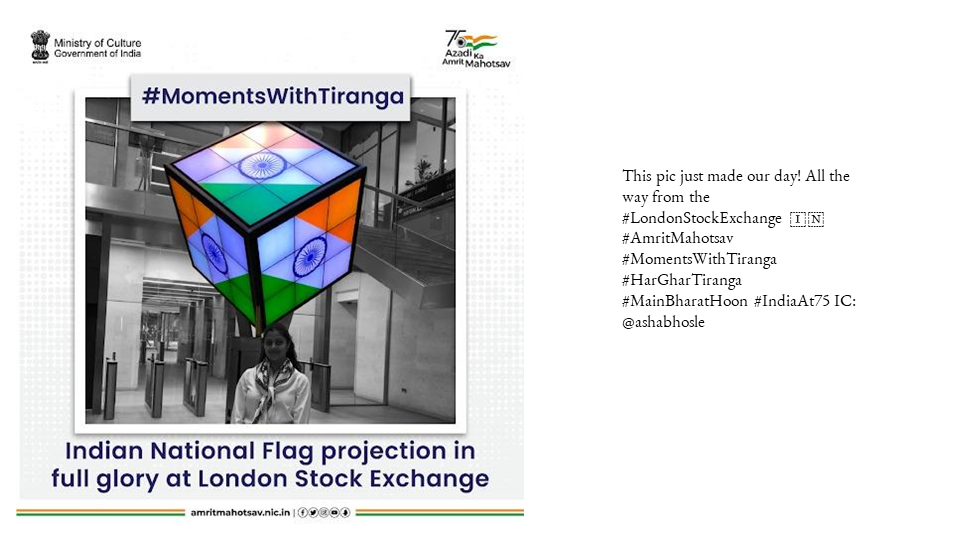 Ministry of Culture
Government of India
75
Azadi Ka
Amrit Mahotsav
#MomentsWithTiranga
Indian National Flag projection in
full glory at London Stock Exchange
amritmahotsav.nic.in |
This pic just made our day! All the
way from the
#LondonStockExchange 🇮🇳
#AmritMahotsav
#MomentsWithTiranga
#HarGharTiranga
#MainBharatHoon #IndiaAt75 IC:
@ashabhosle